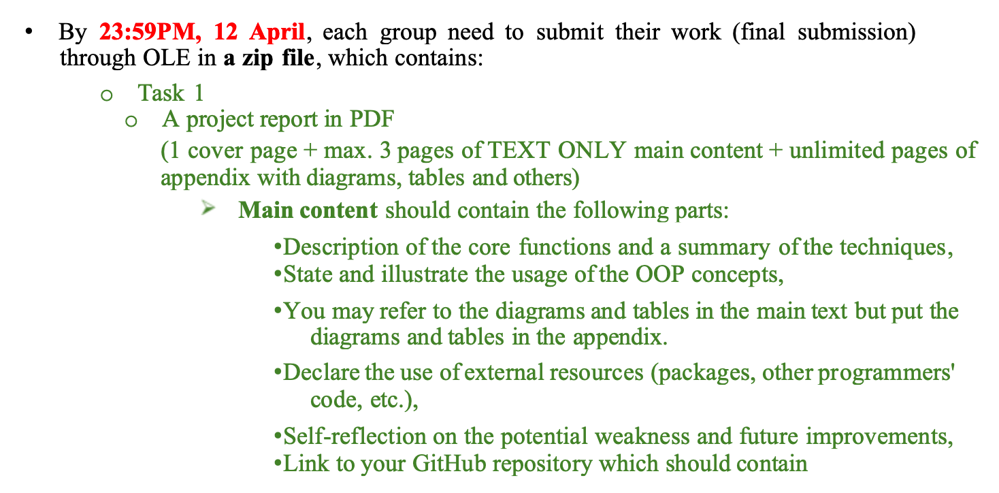 • By 23:59PM, 12 April, each group need to submit their work (final submission)
through OLE in a zip file, which contains:
o Task 1
o A project report in PDF
(1 cover page + max. 3 pages of TEXT ONLY main content + unlimited pages of
appendix with diagrams, tables and others)
➢ Main content should contain the following parts:
•Description of the core functions and a summary of the techniques,
•State and illustrate the usage of the OOP concepts,
•You may refer to the diagrams and tables in the main text but put the
diagrams and tables in the appendix.
•Declare the use of external resources (packages, other programmers'
code, etc.),
•Self-reflection on the potential weakness and future improvements,
•Link to your GitHub repository which should contain